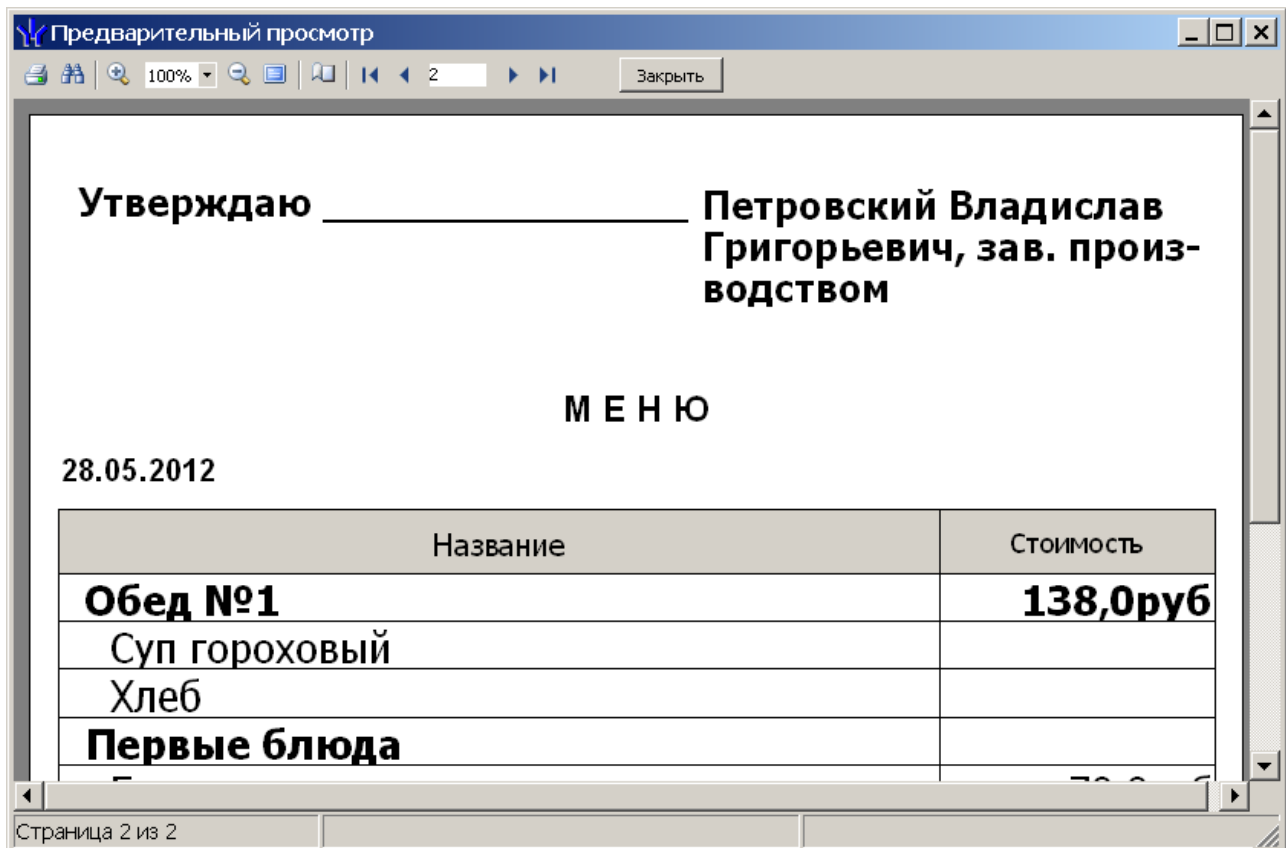 Предварительный просмотр
100% 2 Закрыть
Утверждаю ________________ Петровский Владислав
Григорьевич, зав. произ-
водством
М Е Н Ю
28.05.2012
Название Стоимость
Обед №1 138,0руб
Суп гороховый
Хлеб
Первые блюда
Страница 2 из 2